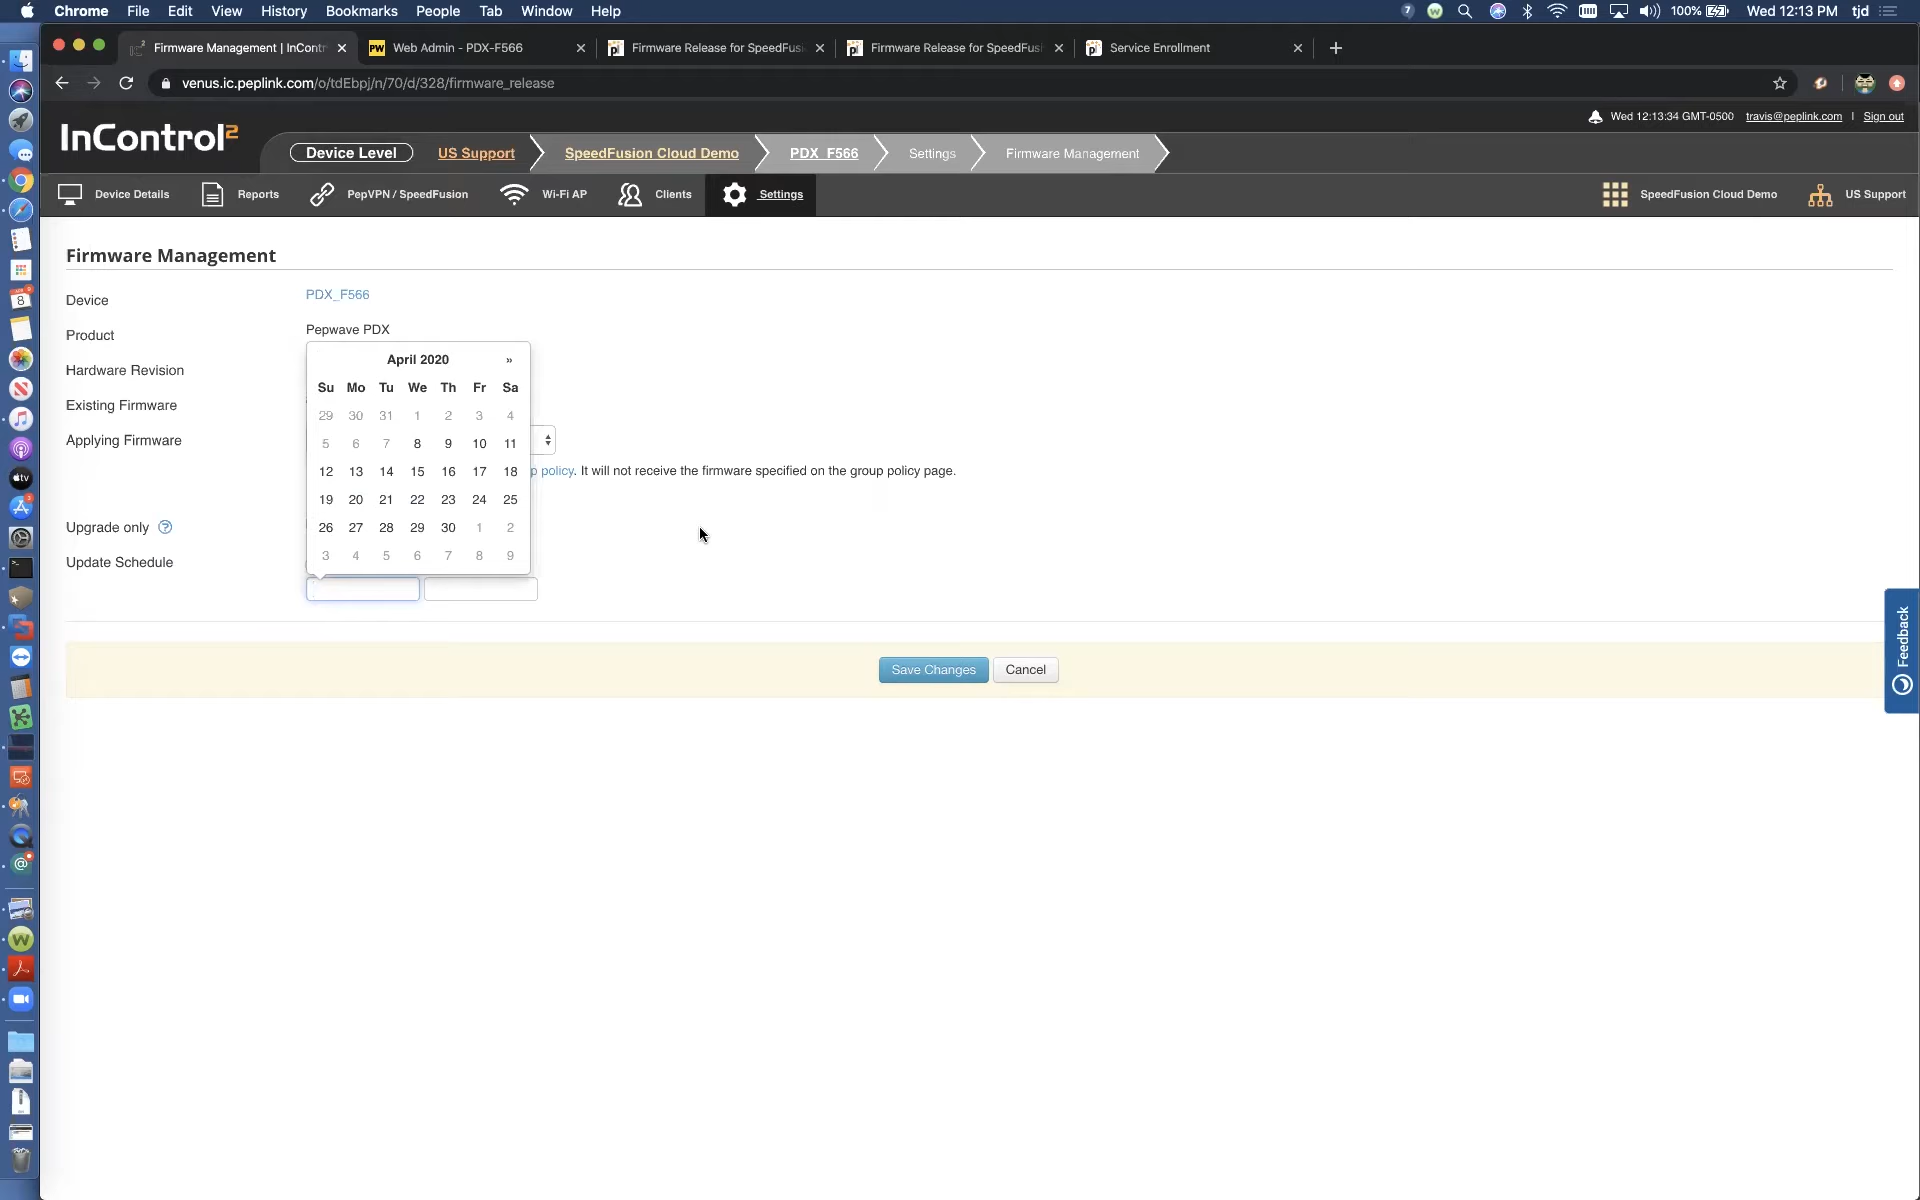 Chrome File Edit View History Bookmarks People Tab Window Help 7 100% Wed 12:13 PM tjd
Firmware Management | InContr Web Admin - PDX-F566 Firmware Release for SpeedFus Firmware Release for SpeedFus Service Enrollment
venus.ic.peplink.com/o/tdEbpj/n/70/d/328/firmware_release
Wed 12:13:34 GMT-0500 travis@peplink.com | Sign out
InControl2
Device Level US Support SpeedFusion Cloud Demo PDX_F566 Settings Firmware Management
Device Details Reports PepVPN / SpeedFusion Wi-Fi AP Clients Settings SpeedFusion Cloud Demo US Support
Firmware Management
Device PDX_F566
Product Pepwave PDX
Hardware Revision
Existing Firmware
Applying Firmware
p policy. It will not receive the firmware specified on the group policy page.
Upgrade only ?
Update Schedule
April 2020 »
Su Mo Tu We Th Fr Sa
29 30 31 1 2 3 4
5 6 7 8 9 10 11
12 13 14 15 16 17 18
19 20 21 22 23 24 25
26 27 28 29 30 1 2
3 4 5 6 7 8 9
Save Changes Cancel
Feedback